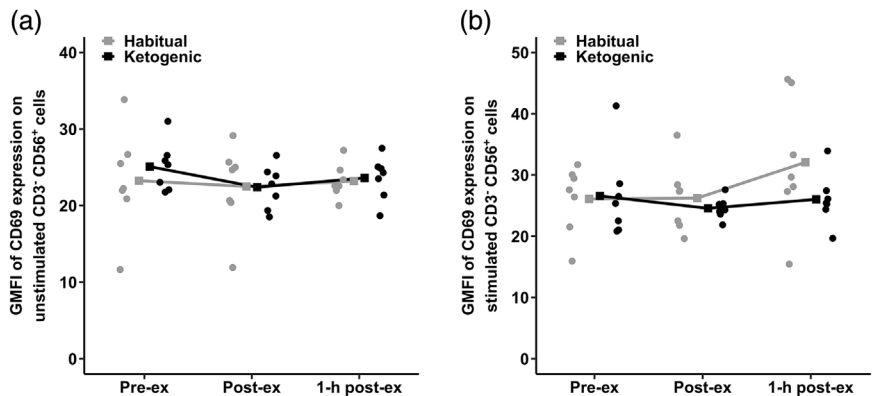 (a)
Habitual
Ketogenic
GMFI of CD69 expression on
unstimulated CD3⁻ CD56⁺ cells
40
30
20
10
0
Pre-ex Post-ex 1-h post-ex
(b)
Habitual
Ketogenic
GMFI of CD69 expression on
stimulated CD3⁻ CD56⁺ cells
50
40
30
20
10
0
Pre-ex Post-ex 1-h post-ex